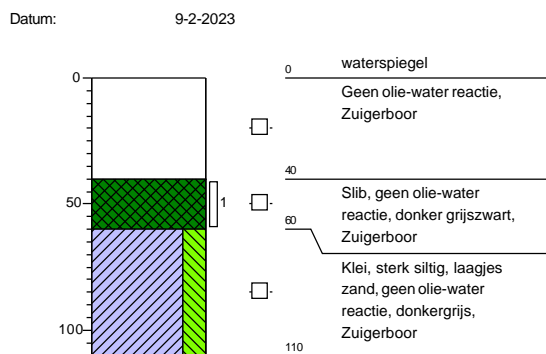 Datum: 9-2-2023
0
50
100
1
0
waterspiegel
Geen olie-water reactie,
Zuigerboor
40
Slib, geen olie-water
reactie, donker grijszwart,
Zuigerboor
60
Klei, sterk siltig, laagjes
zand, geen olie-water
reactie, donkergrijs,
Zuigerboor
110